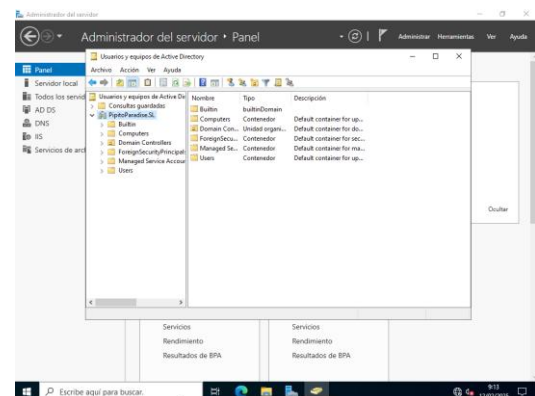 Administrador del servidor
Administrador del servidor • Panel
Administrar Herramientas Ver Ayuda
Panel
Servidor local
Todos los servid
AD DS
DNS
IIS
Servicios de arch
Usuarios y equipos de Active Directory
Archivo Acción Ver Ayuda
Usuarios y equipos de Active Dir
Consultas guardadas
PipitoParadise.SL
Builtin
Computers
Domain Controllers
ForeignSecurityPrincipals
Managed Service Accour
Users
Nombre Tipo Descripción
Builtin builtinDomain
Computers Contenedor Default container for up...
Domain Con... Unidad organi... Default container for do...
ForeignSecu... Contenedor Default container for sec...
Managed Se... Contenedor Default container for ma...
Users Contenedor Default container for up...
Ocultar
Servicios Servicios
Rendimiento Rendimiento
Resultados de BPA Resultados de BPA
Escribe aquí para buscar.
9:13